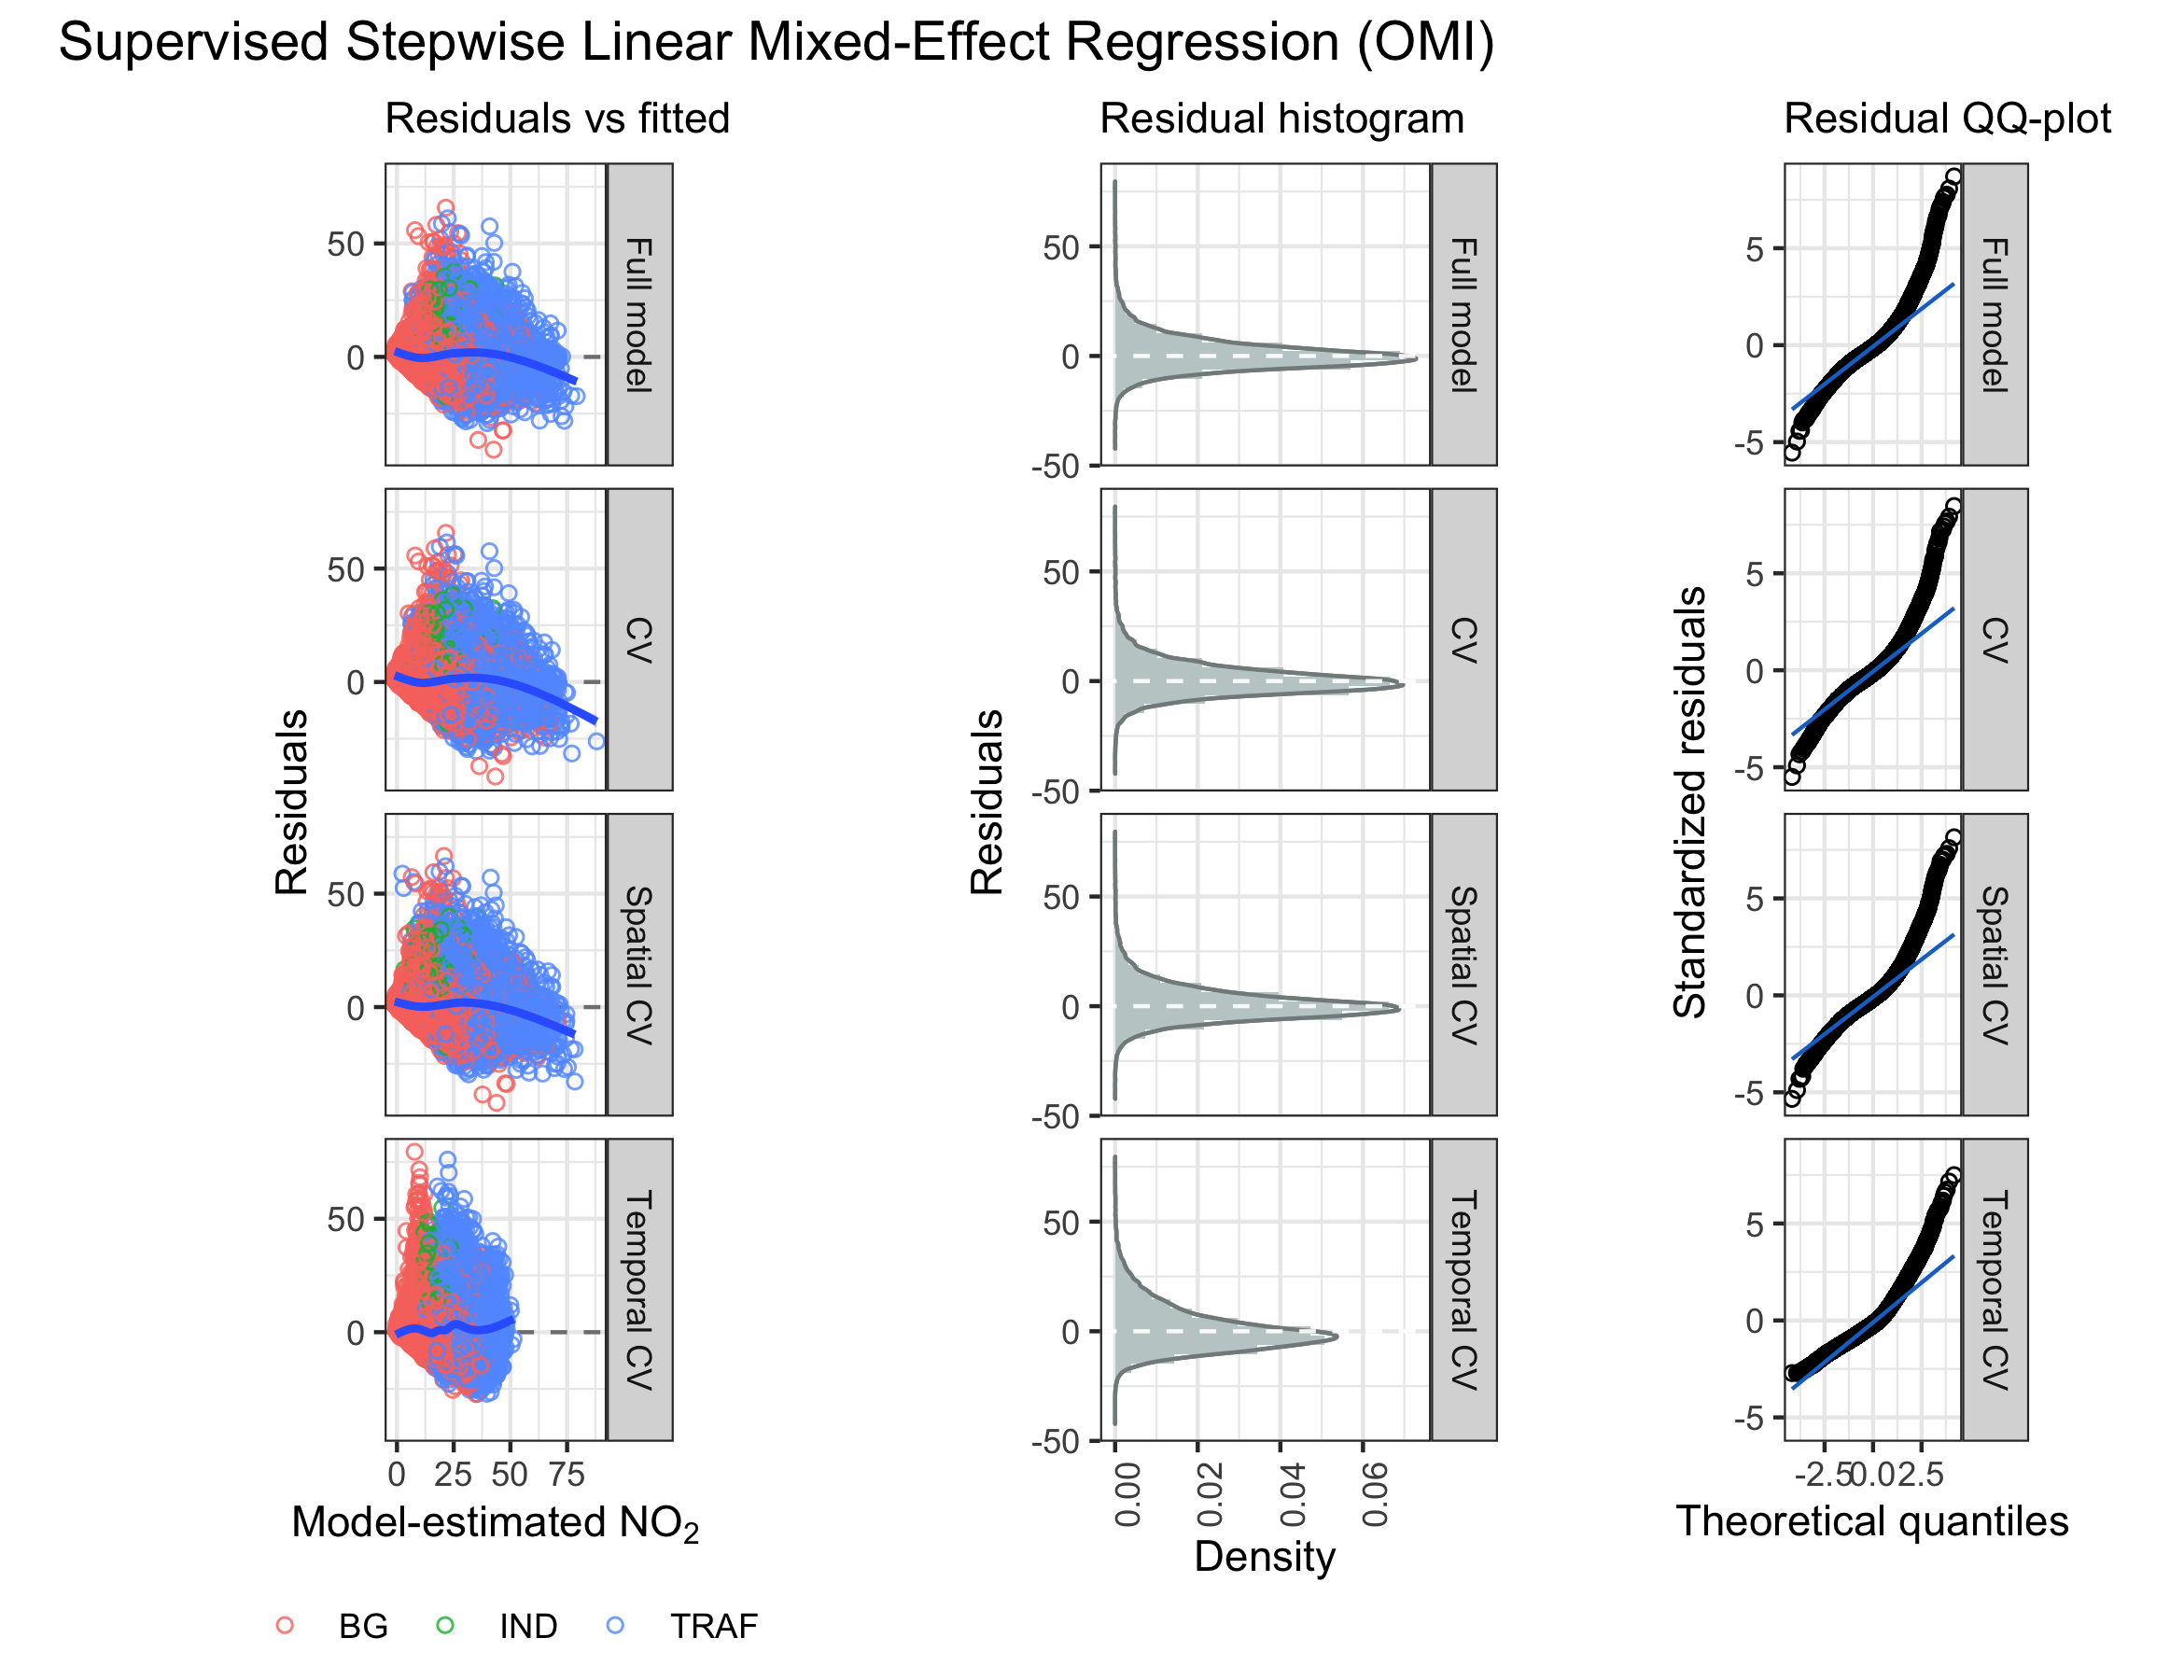 Supervised Stepwise Linear Mixed-Effect Regression (OMI)
Residuals vs fitted
Residuals
50
0
Full model
50
0
CV
50
0
Spatial CV
50
0
Temporal CV
0 25 50 75
Model-estimated NO₂
BG IND TRAF
Residual histogram
Residuals
50
0
-50
Full model
50
0
-50
CV
50
0
-50
Spatial CV
50
0
-50
Temporal CV
0.00 0.02 0.04 0.06
Density
Residual QQ-plot
Standardized residuals
5
0
-5
Full model
5
0
-5
CV
5
0
-5
Spatial CV
5
0
-5
Temporal CV
-2.5 0.0 2.5
Theoretical quantiles